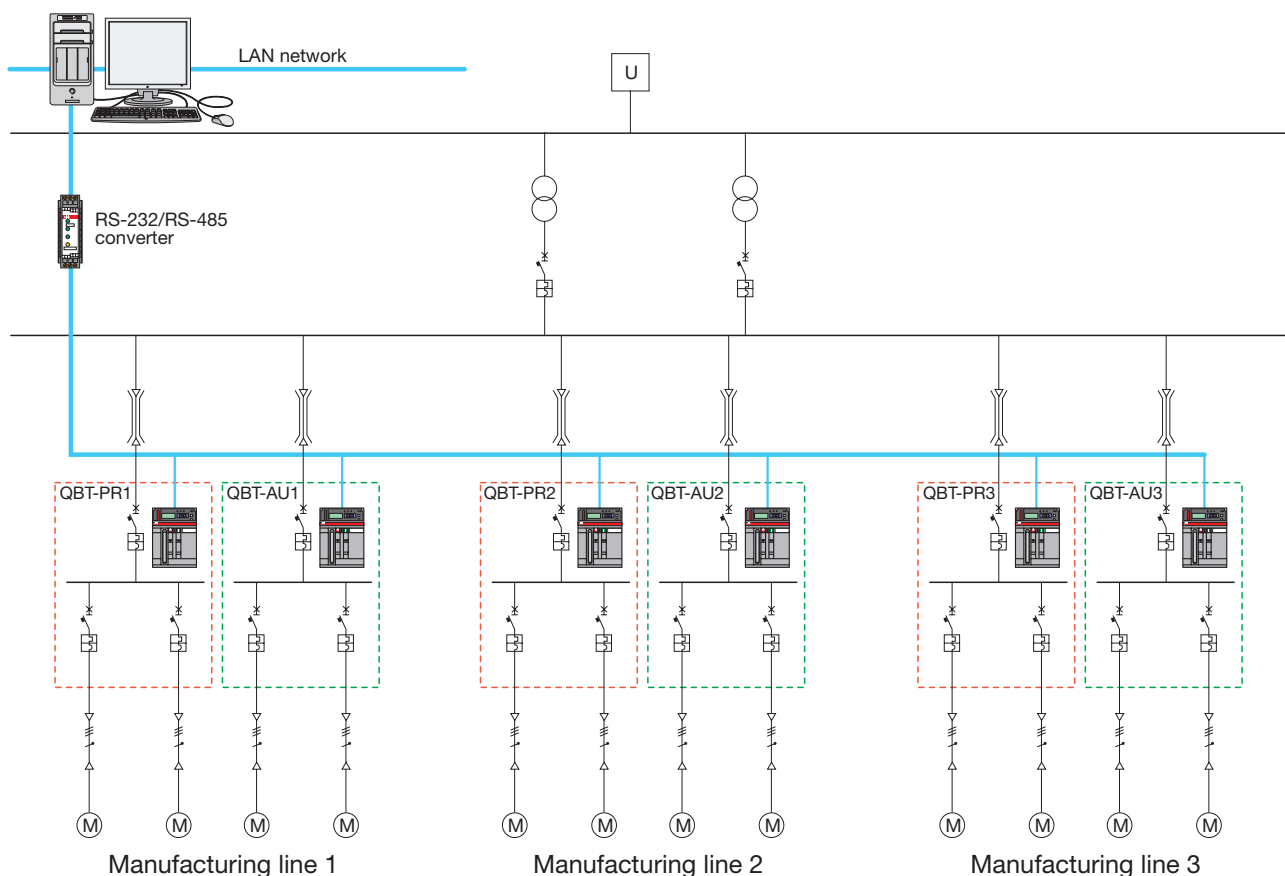 LAN network
U
RS-232/RS-485
converter
QBT-PR1
QBT-AU1
QBT-PR2
QBT-AU2
QBT-PR3
QBT-AU3
M
M
M
M
M
M
M
M
M
M
M
M
Manufacturing line 1
Manufacturing line 2
Manufacturing line 3